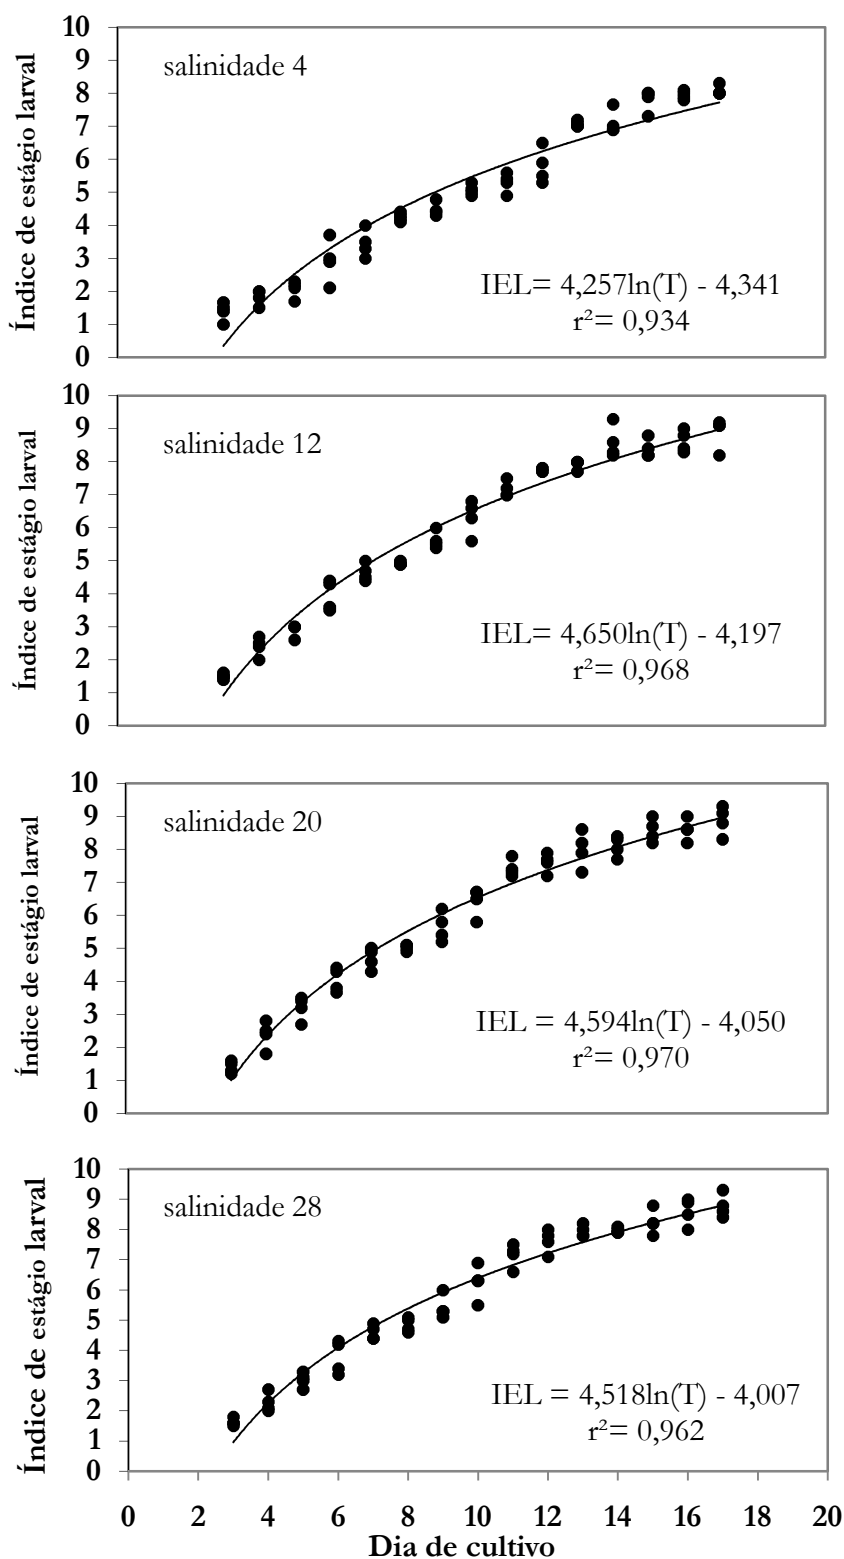 Índice de estágio larval
10
9
8
7
6
5
4
3
2
1
0
salinidade 4
IEL= 4,257ln(T) - 4,341
r²= 0,934
Índice de estágio larval
10
9
8
7
6
5
4
3
2
1
0
salinidade 12
IEL= 4,650ln(T) - 4,197
r²= 0,968
Índice de estágio larval
10
9
8
7
6
5
4
3
2
1
0
salinidade 20
IEL = 4,594ln(T) - 4,050
r²= 0,970
Índice de estágio larval
10
9
8
7
6
5
4
3
2
1
0
salinidade 28
IEL = 4,518ln(T) - 4,007
r²= 0,962
0 2 4 6 8 10 12 14 16 18 20
Dia de cultivo